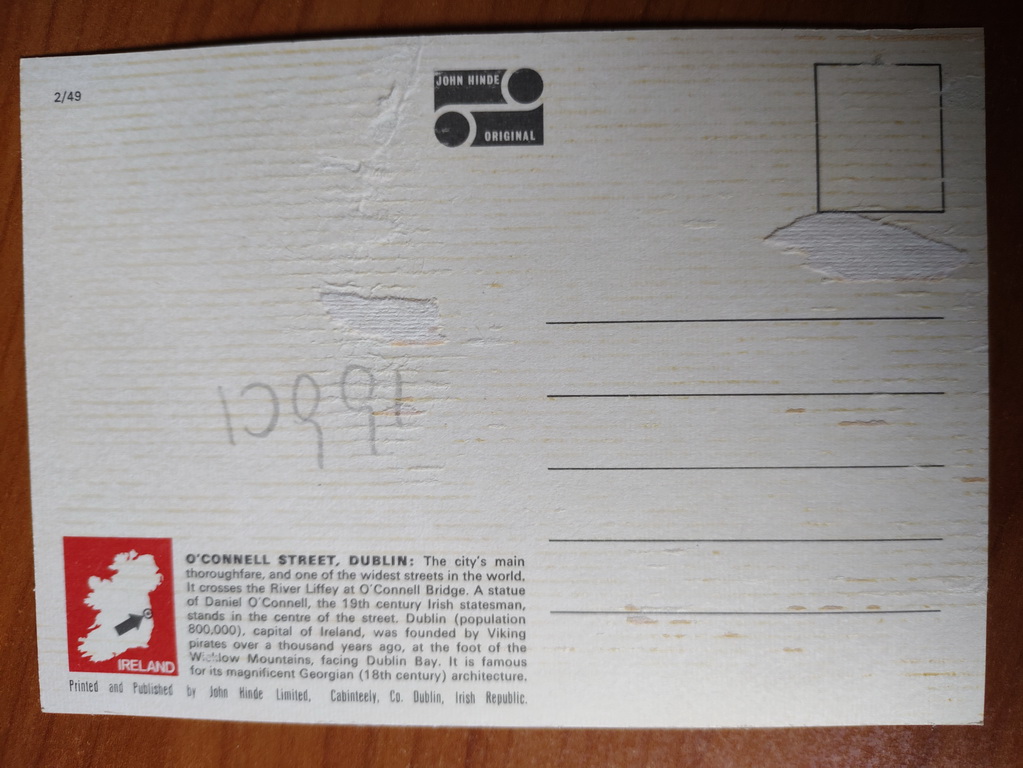 2/49
JOHN HINDE
ORIGINAL
O'CONNELL STREET, DUBLIN: The city's main
thoroughfare, and one of the widest streets in the world.
It crosses the River Liffey at O'Connell Bridge. A statue
of Daniel O'Connell, the 19th century Irish statesman,
stands in the centre of the street. Dublin (population
800,000), capital of Ireland, was founded by Viking
pirates over a thousand years ago, at the foot of the
Wicklow Mountains, facing Dublin Bay. It is famous
for its magnificent Georgian (18th century) architecture.
IRELAND
Printed and Published by John Hinde Limited, Cabinteely, Co. Dublin, Irish Republic.